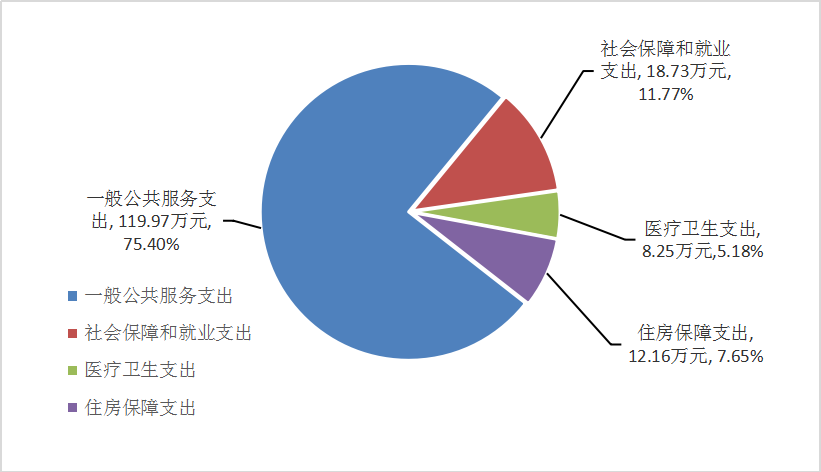 社会保障和就业
支出, 18.73万元,
11.77%
一般公共服务支
出, 119.97万元,
75.40%
医疗卫生支出,
8.25万元,5.18%
住房保障支出,
12.16万元, 7.65%
一般公共服务支出
社会保障和就业支出
医疗卫生支出
住房保障支出